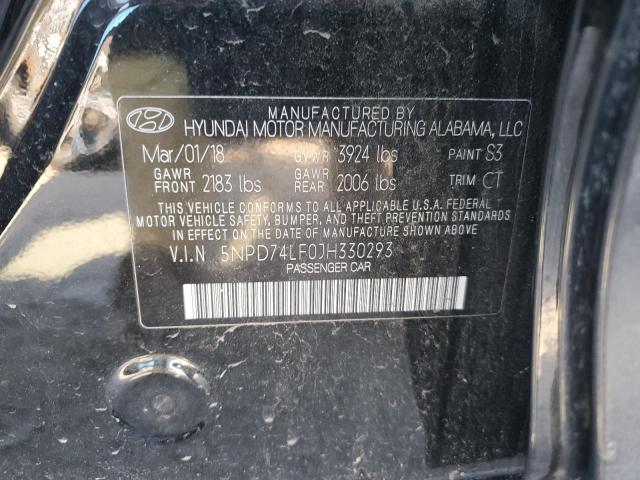 MANUFACTURED BY
HYUNDAI MOTOR MANUFACTURING ALABAMA, LLC
Mar/01/18 GVWR 3924 lbs PAINT S3
GAWR FRONT 2183 lbs GAWR REAR 2006 lbs TRIM CT
THIS VEHICLE CONFORMS TO ALL APPLICABLE U.S.A. FEDERAL
MOTOR VEHICLE SAFETY, BUMPER, AND THEFT PREVENTION STANDARDS
IN EFFECT ON THE DATE OF MANUFACTURE SHOWN ABOVE.
V.I.N 5NPD74LF0JH330293
PASSENGER CAR